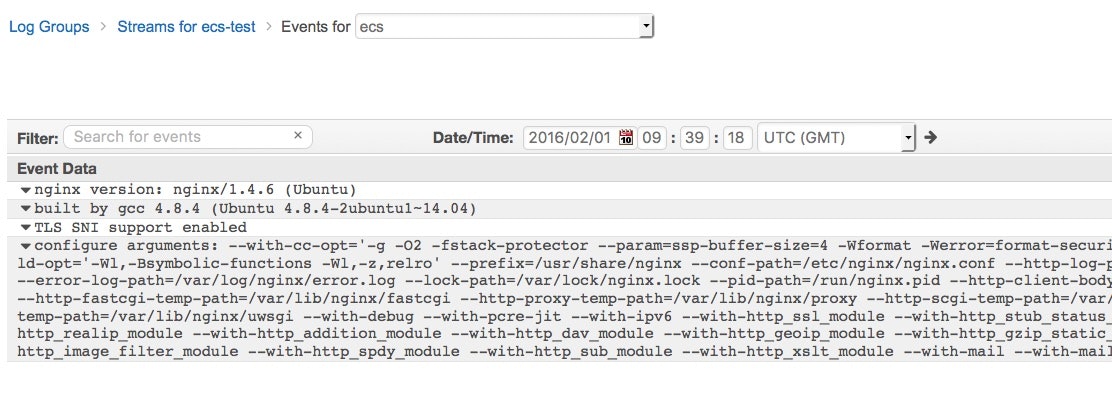 Log Groups > Streams for ecs-test > Events for ecs
Filter: Search for events × Date/Time: 2016/02/01 09 : 39 : 18 UTC (GMT)
Event Data
nginx version: nginx/1.4.6 (Ubuntu)
built by gcc 4.8.4 (Ubuntu 4.8.4-2ubuntu1~14.04)
TLS SNI support enabled
configure arguments: --with-cc-opt='-g -O2 -fstack-protector --param=ssp-buffer-size=4 -Wformat -Werror=format-securi
ld-opt='-Wl,-Bsymbolic-functions -Wl,-z,relro' --prefix=/usr/share/nginx --conf-path=/etc/nginx/nginx.conf --http-log-p
--error-log-path=/var/log/nginx/error.log --lock-path=/var/lock/nginx.lock --pid-path=/run/nginx.pid --http-client-body
--http-fastcgi-temp-path=/var/lib/nginx/fastcgi --http-proxy-temp-path=/var/lib/nginx/proxy --http-scgi-temp-path=/var/
temp-path=/var/lib/nginx/uwsgi --with-debug --with-pcre-jit --with-ipv6 --with-http_ssl_module --with-http_stub_status_
http_realip_module --with-http_addition_module --with-http_dav_module --with-http_geoip_module --with-http_gzip_static_
http_image_filter_module --with-http_spdy_module --with-http_sub_module --with-http_xslt_module --with-mail --with-mail